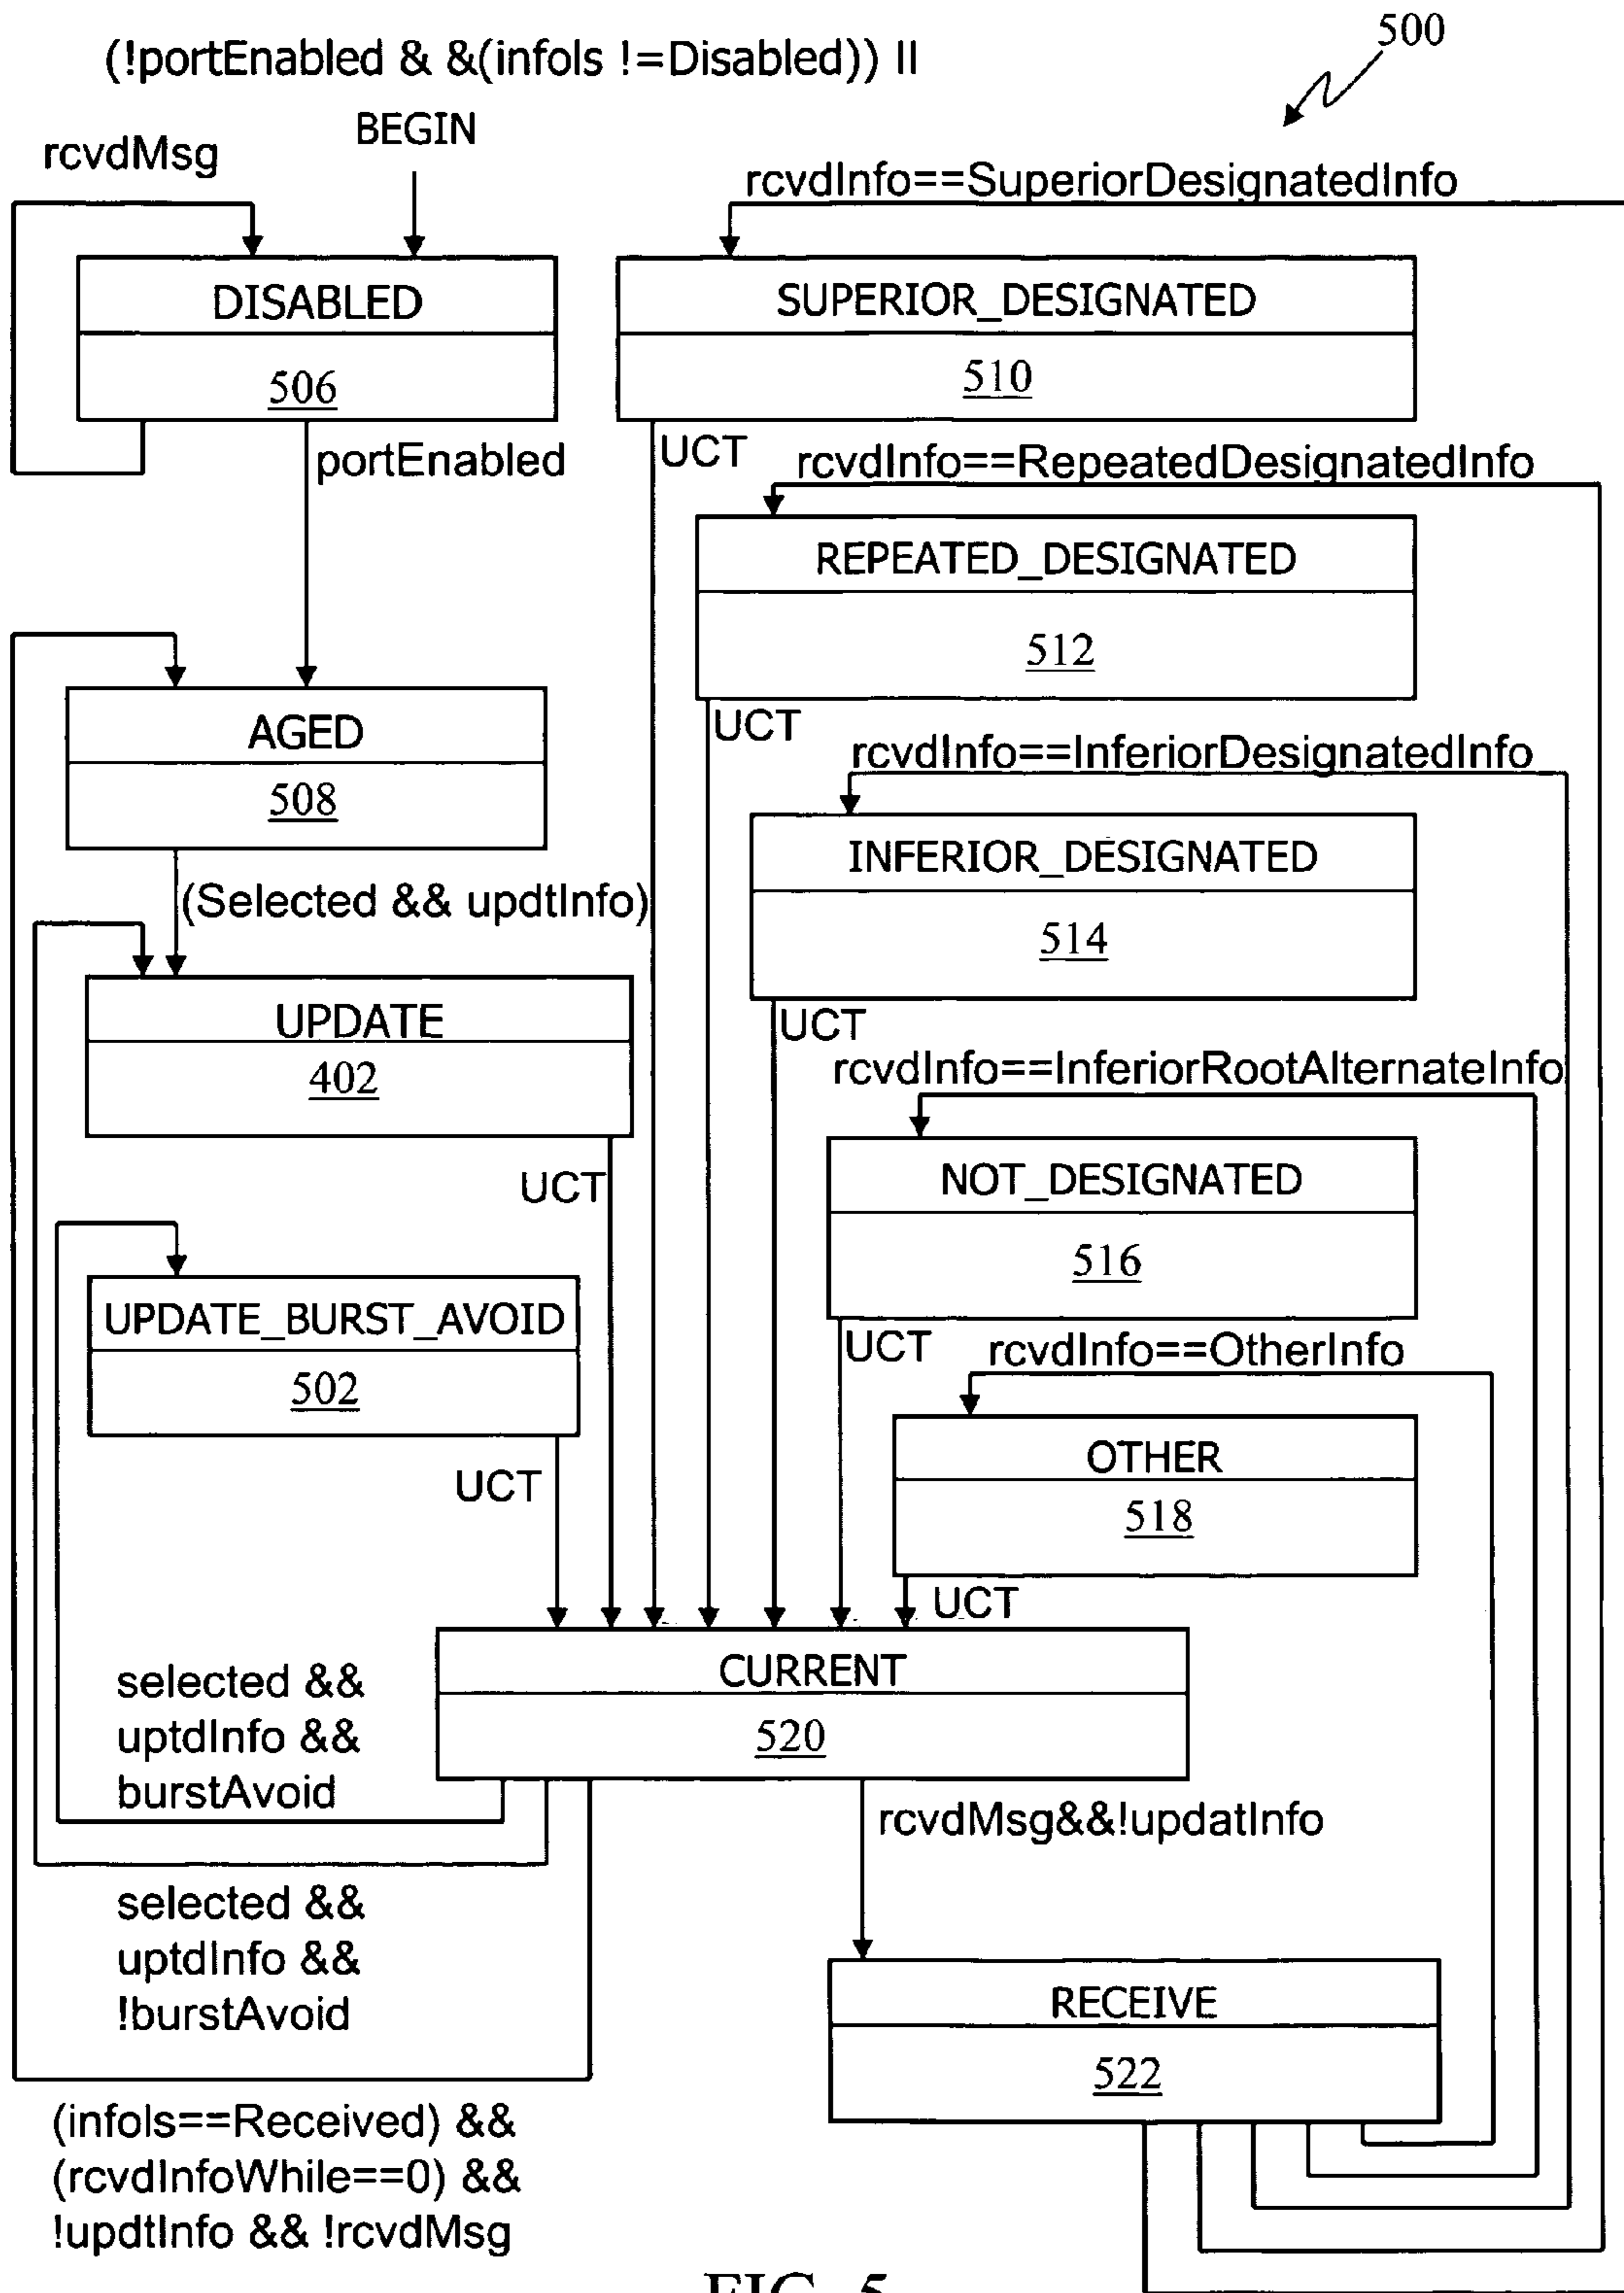 500
(!portEnabled & &(infoIs !=Disabled)) ||
BEGIN
rcvdMsg
rcvdInfo==SuperiorDesignatedInfo
DISABLED
506
SUPERIOR_DESIGNATED
510
portEnabled
UCT
rcvdInfo==RepeatedDesignatedInfo
REPEATED_DESIGNATED
512
AGED
508
UCT
rcvdInfo==InferiorDesignatedInfo
INFERIOR_DESIGNATED
514
(Selected && updtInfo)
UPDATE
402
UCT
UCT
rcvdInfo==InferiorRootAlternateInfo
NOT_DESIGNATED
516
UPDATE_BURST_AVOID
502
UCT
UCT
rcvdInfo==OtherInfo
OTHER
518
UCT
CURRENT
520
selected &&
uptdInfo &&
burstAvoid
rcvdMsg&&!updatInfo
selected &&
uptdInfo &&
!burstAvoid
RECEIVE
522
(infoIs==Received) &&
(rcvdInfoWhile==0) &&
!updtInfo && !rcvdMsg
FIG. 5